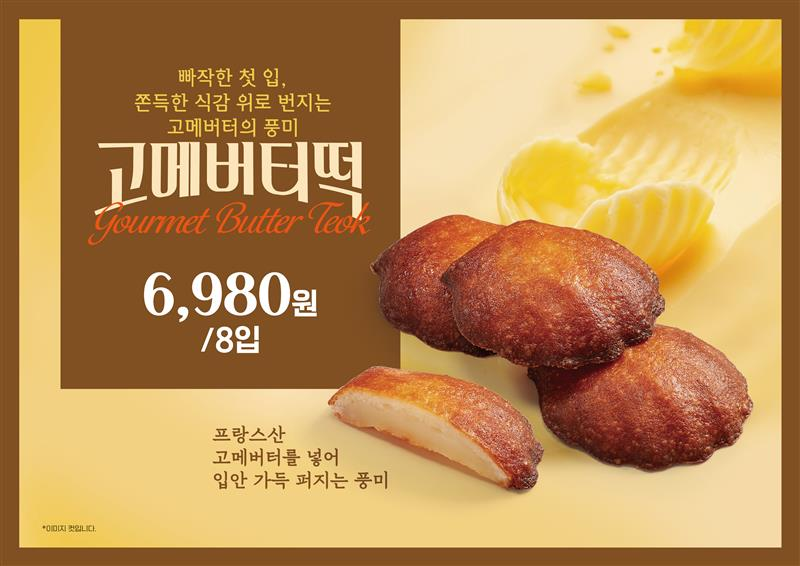 빠작한 첫 입,
쫀득한 식감 위로 번지는
고메버터의 풍미
고메버터떡
Gourmet Butter Teok
6,980원
/8입
프랑스산
고메버터를 넣어
입안 가득 퍼지는 풍미
*이미지 컷입니다.